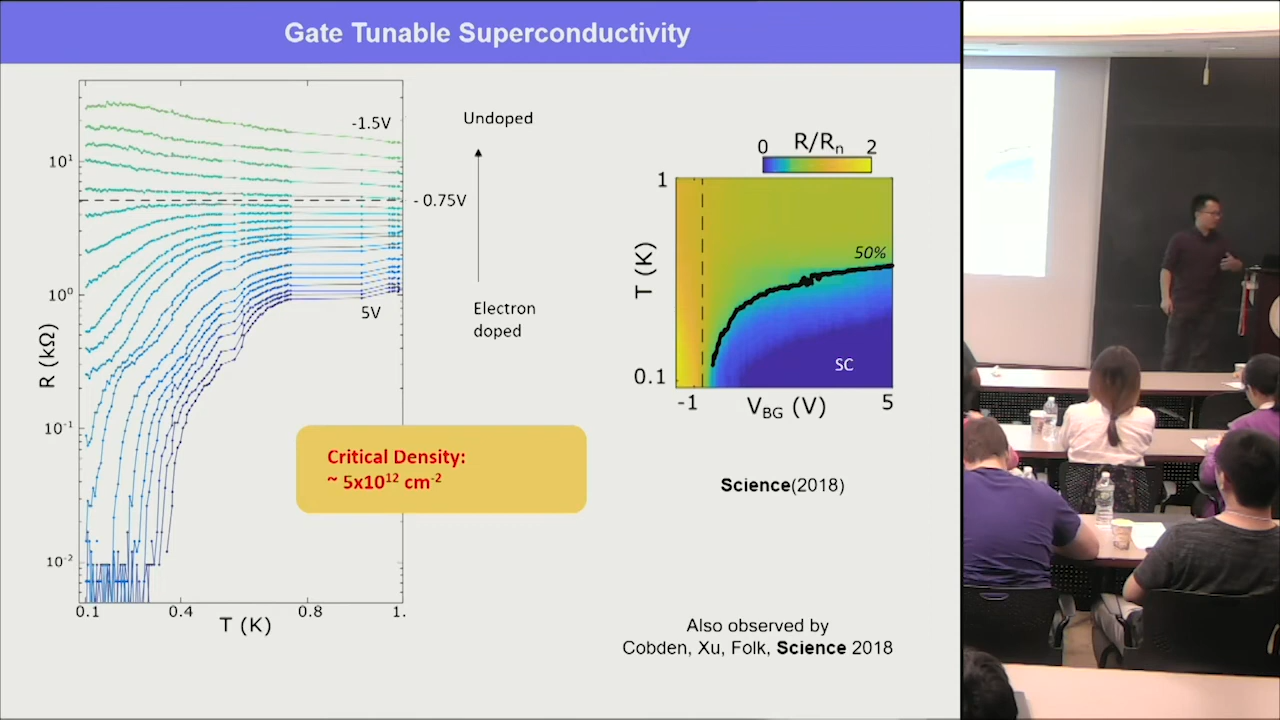 Gate Tunable Superconductivity
-1.5V
10¹
- 0.75V
10⁰
5V
10⁻¹
10⁻²
R (kΩ)
0.1 0.4 0.8 1.
T (K)
Undoped
Electron
doped
Critical Density:
~ 5x10¹² cm⁻²
0 R/Rₙ 2
1
T (K)
0.1
50%
SC
-1 V_BG (V) 5
Science(2018)
Also observed by
Cobden, Xu, Folk, Science 2018